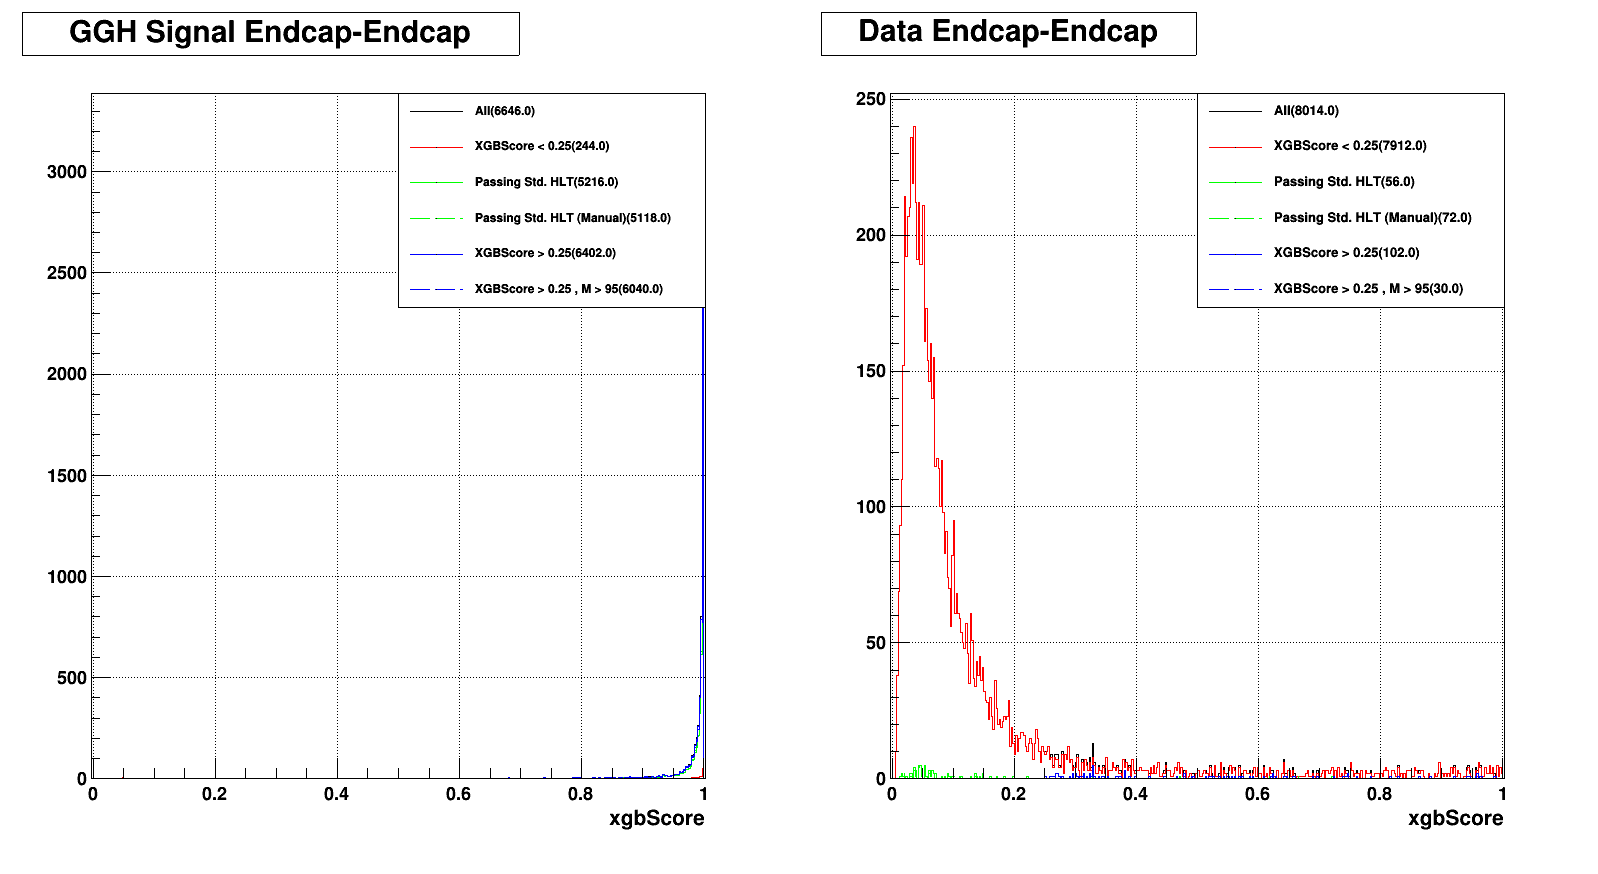 GGH Signal Endcap-Endcap
All(6646.0)
XGBScore < 0.25(244.0)
Passing Std. HLT(5216.0)
Passing Std. HLT (Manual)(5118.0)
XGBScore > 0.25(6402.0)
XGBScore > 0.25 , M > 95(6040.0)
3000
2500
2000
1500
1000
500
0
0 0.2 0.4 0.6 0.8 1
xgbScore
Data Endcap-Endcap
All(8014.0)
XGBScore < 0.25(7912.0)
Passing Std. HLT(56.0)
Passing Std. HLT (Manual)(72.0)
XGBScore > 0.25(102.0)
XGBScore > 0.25 , M > 95(30.0)
250
200
150
100
50
0
0 0.2 0.4 0.6 0.8 1
xgbScore